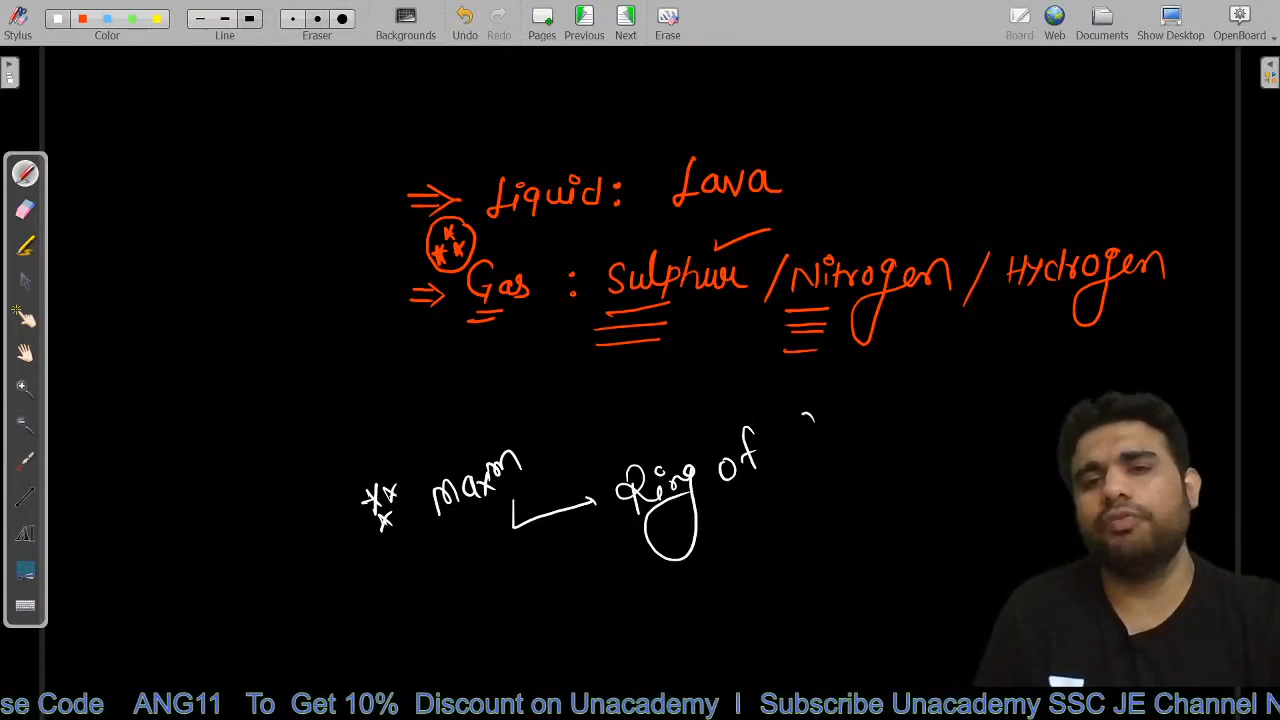 Stylus
Color
Line
Eraser
Backgrounds
Undo
Redo
Pages
Previous
Next
Erase
Board
Web
Documents
Show Desktop
OpenBoard
⇒ Liquid: Lava
⇒ Gas : Sulphur / Nitrogen / Hydrogen
maxm
Ring of
se Code ANG11 To Get 10% Discount on Unacademy I Subscribe Unacademy SSC JE Channel N